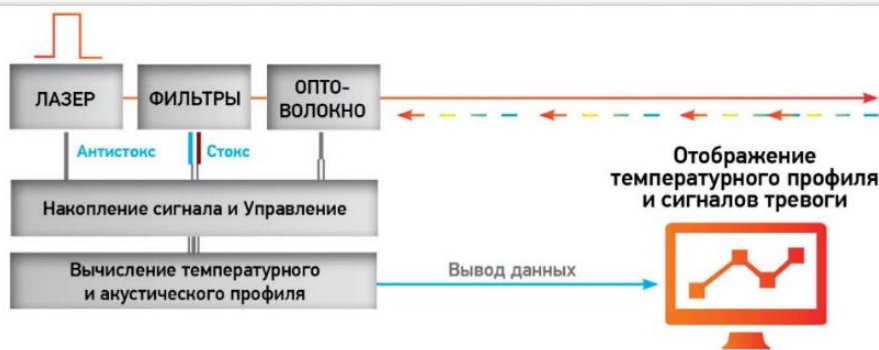 ЛАЗЕР
ФИЛЬТРЫ
ОПТО-
ВОЛОКНО
Антистокс
Стокс
Накопление сигнала и Управление
Вычисление температурного
и акустического профиля
Вывод данных
Отображение
температурного профиля
и сигналов тревоги